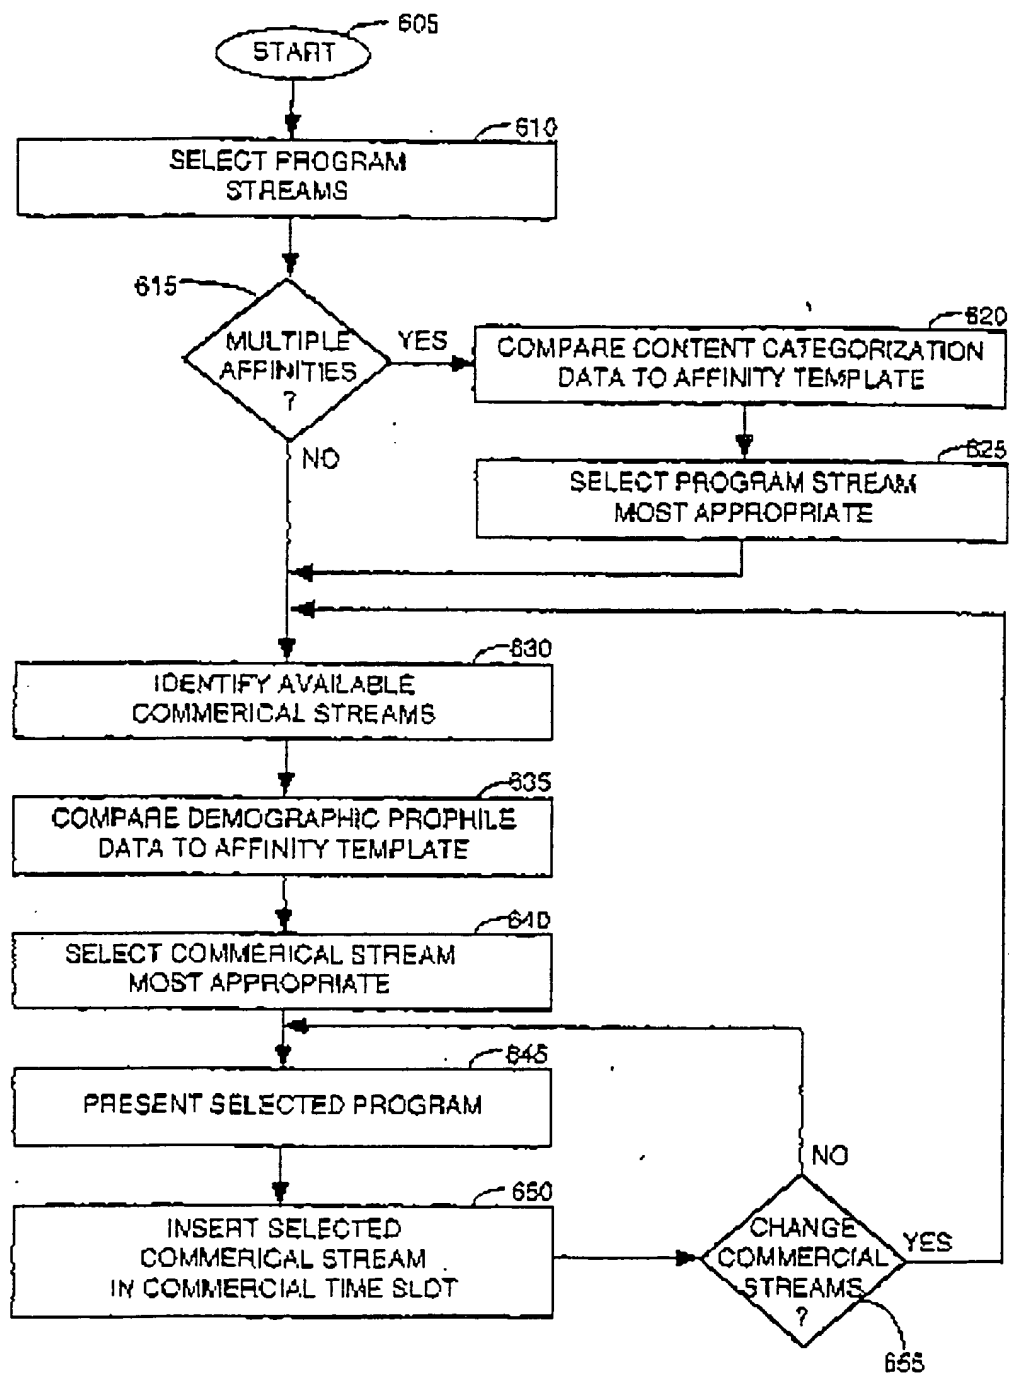 605
START
610
SELECT PROGRAM
STREAMS
615
MULTIPLE
AFFINITIES
?
YES
620
COMPARE CONTENT CATEGORIZATION
DATA TO AFFINITY TEMPLATE
NO
625
SELECT PROGRAM STREAM
MOST APPROPRIATE
630
IDENTIFY AVAILABLE
COMMERICAL STREAMS
635
COMPARE DEMOGRAPHIC PROPHILE
DATA TO AFFINITY TEMPLATE
640
SELECT COMMERICAL STREAM
MOST APPROPRIATE
645
PRESENT SELECTED PROGRAM
NO
650
INSERT SELECTED
COMMERICAL STREAM
IN COMMERCIAL TIME SLOT
CHANGE
COMMERCIAL
STREAMS
?
YES
655